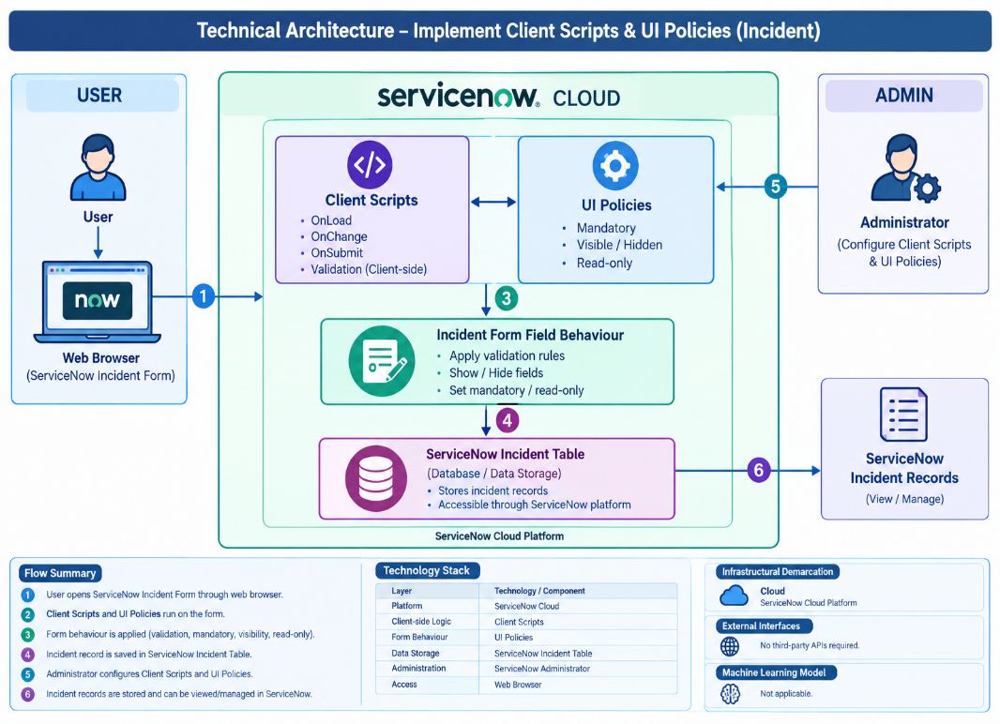 Technical Architecture – Implement Client Scripts & UI Policies (Incident)
USER
User
now
Web Browser
(ServiceNow Incident Form)
1
servicenow® CLOUD
Client Scripts
• OnLoad
• OnChange
• OnSubmit
• Validation (Client-side)
UI Policies
• Mandatory
• Visible / Hidden
• Read-only
3
Incident Form Field Behaviour
• Apply validation rules
• Show / Hide fields
• Set mandatory / read-only
4
ServiceNow Incident Table
(Database / Data Storage)
• Stores incident records
• Accessible through ServiceNow platform
ServiceNow Cloud Platform
5
ADMIN
Administrator
(Configure Client Scripts
& UI Policies)
6
ServiceNow
Incident Records
(View / Manage)
Flow Summary
1 User opens ServiceNow Incident Form through web browser.
2 Client Scripts and UI Policies run on the form.
3 Form behaviour is applied (validation, mandatory, visibility, read-only).
4 Incident record is saved in ServiceNow Incident Table.
5 Administrator configures Client Scripts and UI Policies.
6 Incident records are stored and can be viewed/managed in ServiceNow.
Technology Stack
Layer Technology / Component
Platform ServiceNow Cloud
Client-side Logic Client Scripts
Form Behaviour UI Policies
Data Storage ServiceNow Incident Table
Administration ServiceNow Administrator
Access Web Browser
Infrastructural Demarcation
Cloud
ServiceNow Cloud Platform
External Interfaces
No third-party APIs required.
Machine Learning Model
Not applicable.